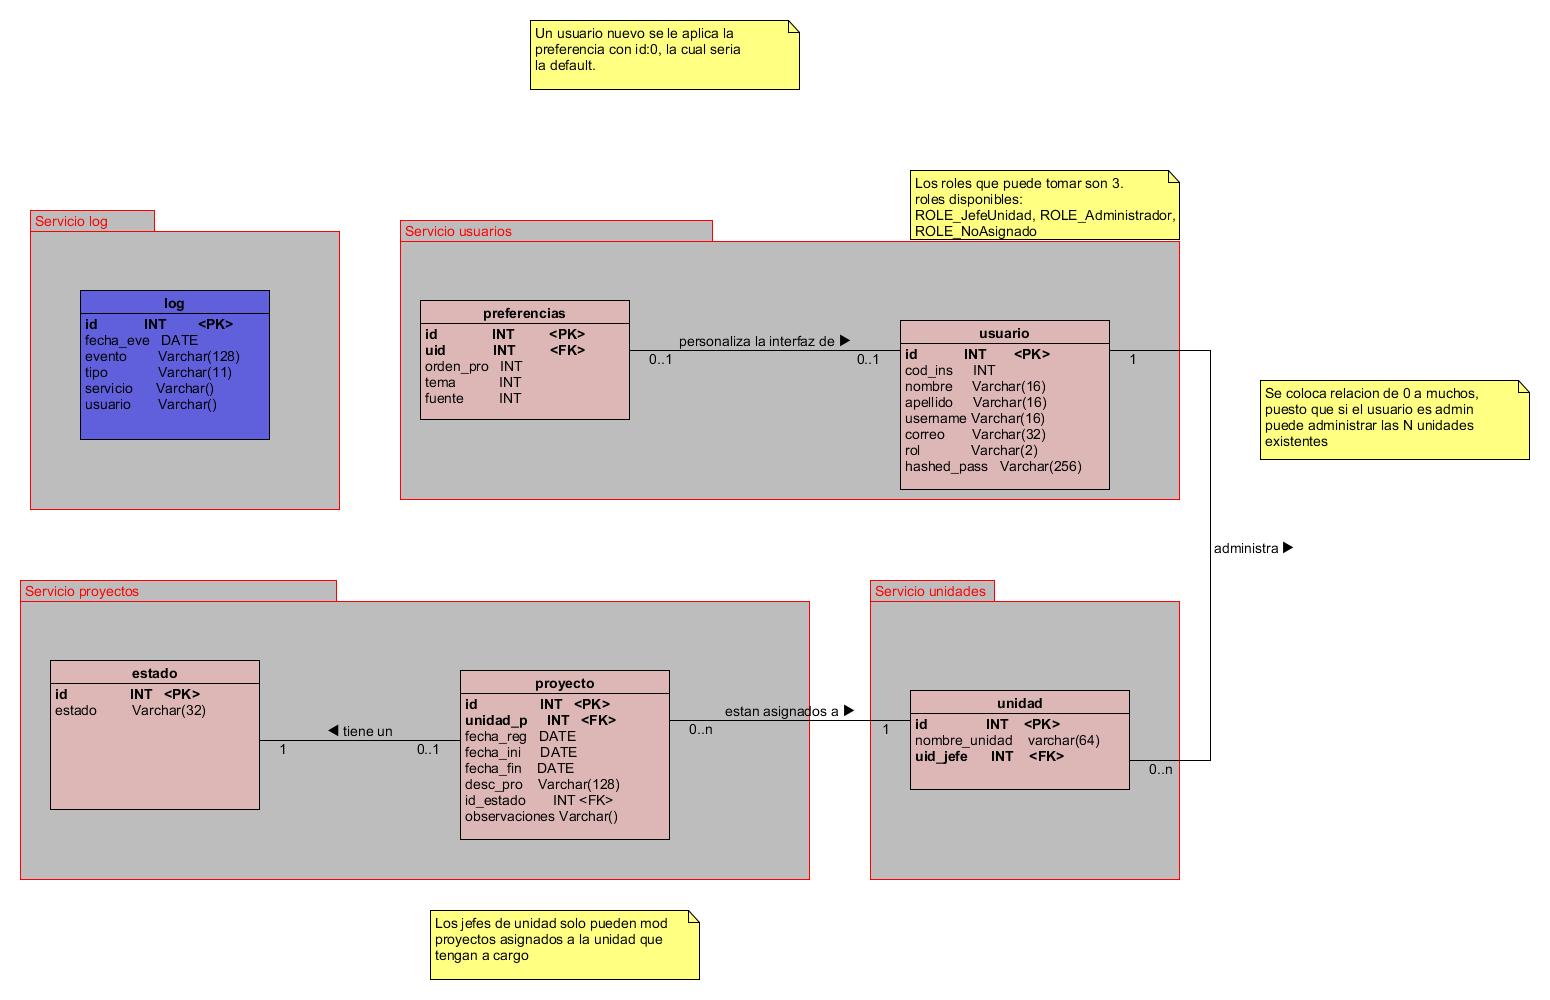 Un usuario nuevo se le aplica la
preferencia con id:0, la cual seria
la default.
Los roles que puede tomar son 3.
roles disponibles:
ROLE_JefeUnidad, ROLE_Administrador,
ROLE_NoAsignado
Servicio log
log
id INT <PK>
fecha_eve DATE
evento Varchar(128)
tipo Varchar(11)
servicio Varchar()
usuario Varchar()
Servicio usuarios
preferencias
id INT <PK>
uid INT <FK>
orden_pro INT
tema INT
fuente INT
personaliza la interfaz de ▶
0..1
0..1
usuario
id INT <PK>
cod_ins INT
nombre Varchar(16)
apellido Varchar(16)
username Varchar(16)
correo Varchar(32)
rol Varchar(2)
hashed_pass Varchar(256)
1
Se coloca relacion de 0 a muchos,
puesto que si el usuario es admin
puede administrar las N unidades
existentes
administra ▶
Servicio proyectos
estado
id INT <PK>
estado Varchar(32)
◀ tiene un
1
0..1
proyecto
id INT <PK>
unidad_p INT <FK>
fecha_reg DATE
fecha_ini DATE
fecha_fin DATE
desc_pro Varchar(128)
id_estado INT <FK>
observaciones Varchar()
estan asignados a ▶
0..n
1
Servicio unidades
unidad
id INT <PK>
nombre_unidad varchar(64)
uid_jefe INT <FK>
0..n
Los jefes de unidad solo pueden mod
proyectos asignados a la unidad que
tengan a cargo